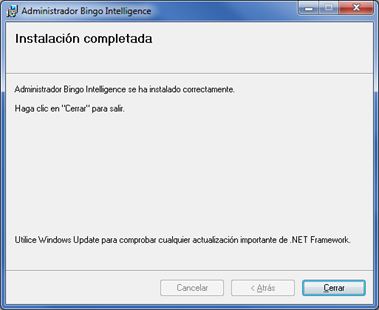 Administrador Bingo Intelligence
Instalación completada
Administrador Bingo Intelligence se ha instalado correctamente.
Haga clic en "Cerrar" para salir.
Utilice Windows Update para comprobar cualquier actualización importante de .NET Framework.
Cancelar
< Atrás
Cerrar